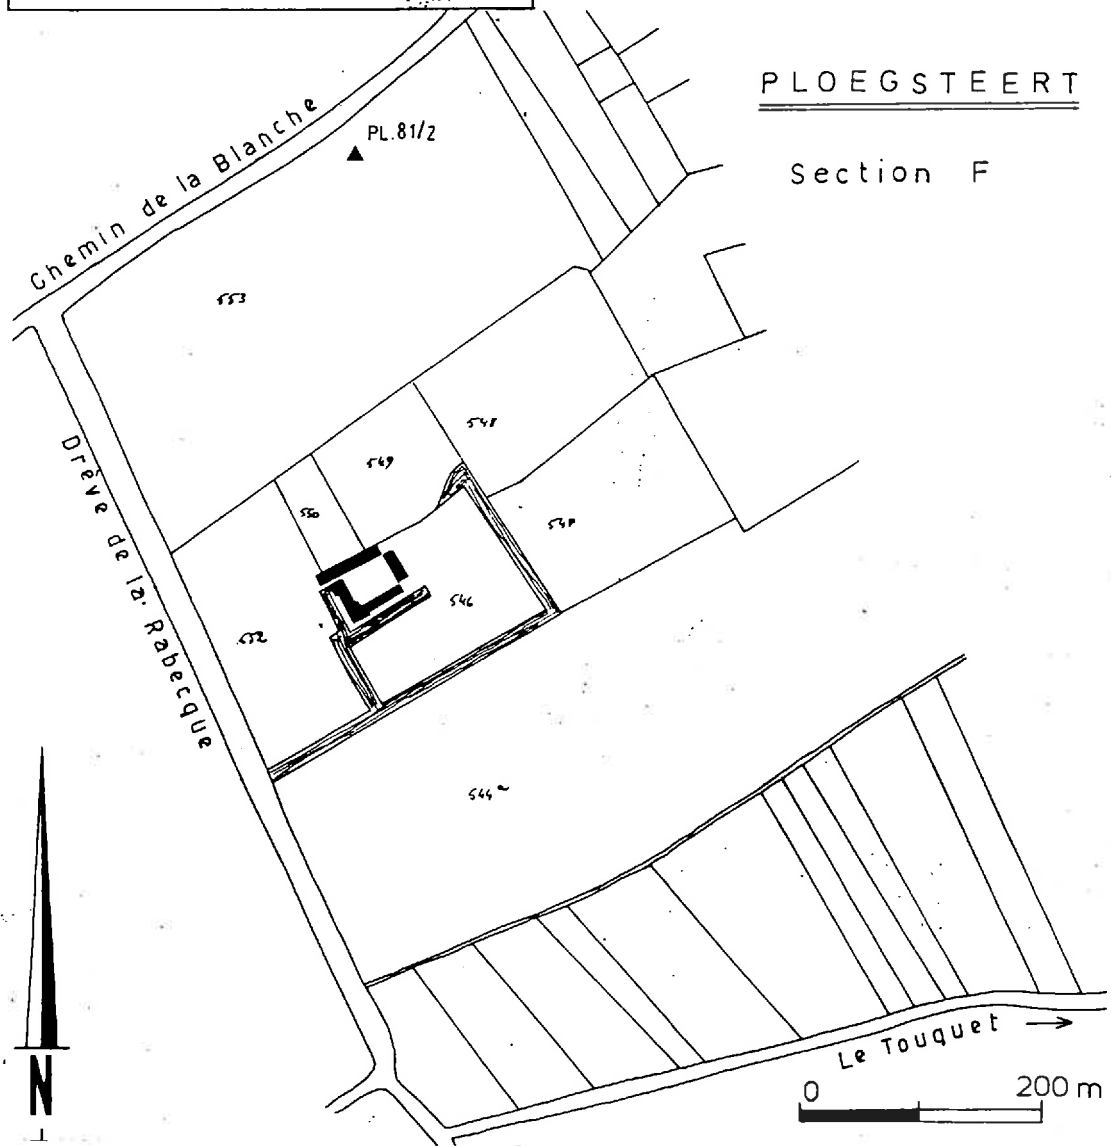 PLOEGSTEERT
Section F
PL.81/2
Chemin de la Blanche
553
548
549
550
546
552
Drève de la. Rabecque
544a
Le Touquet
N
0 200 m